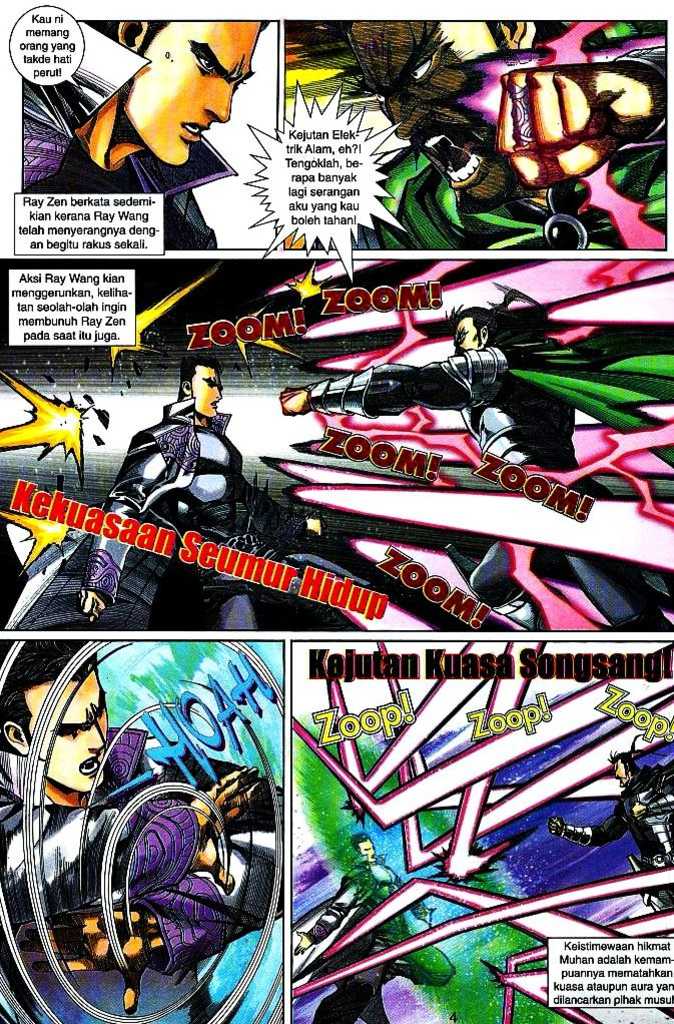 Kau ni
memang
orang yang
takde hati
perut!
Ray Zen berkata sedemi-
kian kerana Ray Wang
telah menyerangnya deng-
an begitu rakus sekali.
Kejutan Elek-
trik Alam, eh?!
Tengoklah, be-
rapa banyak
lagi serangan
aku yang kau
boleh tahan!
Aksi Ray Wang kian
menggerunkan, keliha-
tan seolah-olah ingin
membunuh Ray Zen
pada saat itu juga.
ZOOM!
ZOOM!
ZOOM!
ZOOM!
ZOOM!
Kekuasaan Seumur Hidup
HOAH
Kejutan Kuasa Songsang!
Zoop!
Zoop!
Zoop!
Keistimewaan hikmat
Muhan adalah kemam-
puannya mematahkan
kuasa ataupun aura yan
dilancarkan pihak musuh
4